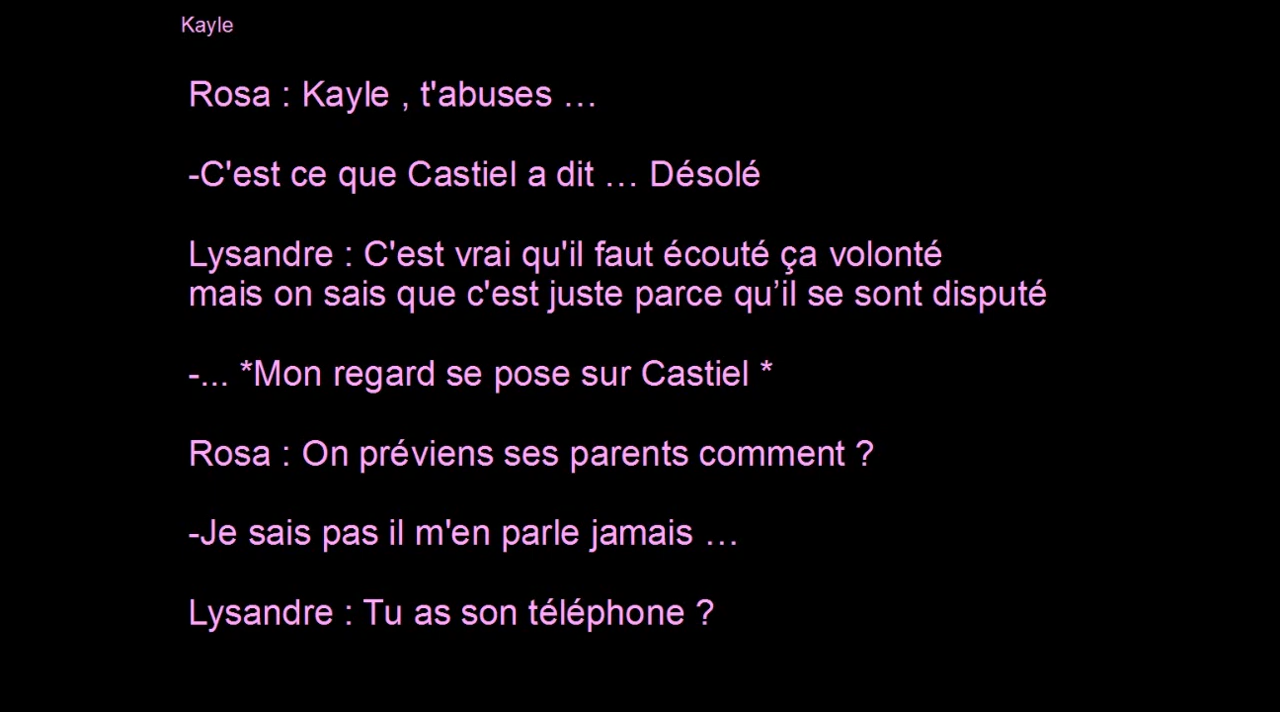 Kayle
Rosa : Kayle , t'abuses …
-C'est ce que Castiel a dit … Désolé
Lysandre : C'est vrai qu'il faut écouté ça volonté
mais on sais que c'est juste parce qu’il se sont disputé
-... *Mon regard se pose sur Castiel *
Rosa : On préviens ses parents comment ?
-Je sais pas il m'en parle jamais …
Lysandre : Tu as son téléphone ?